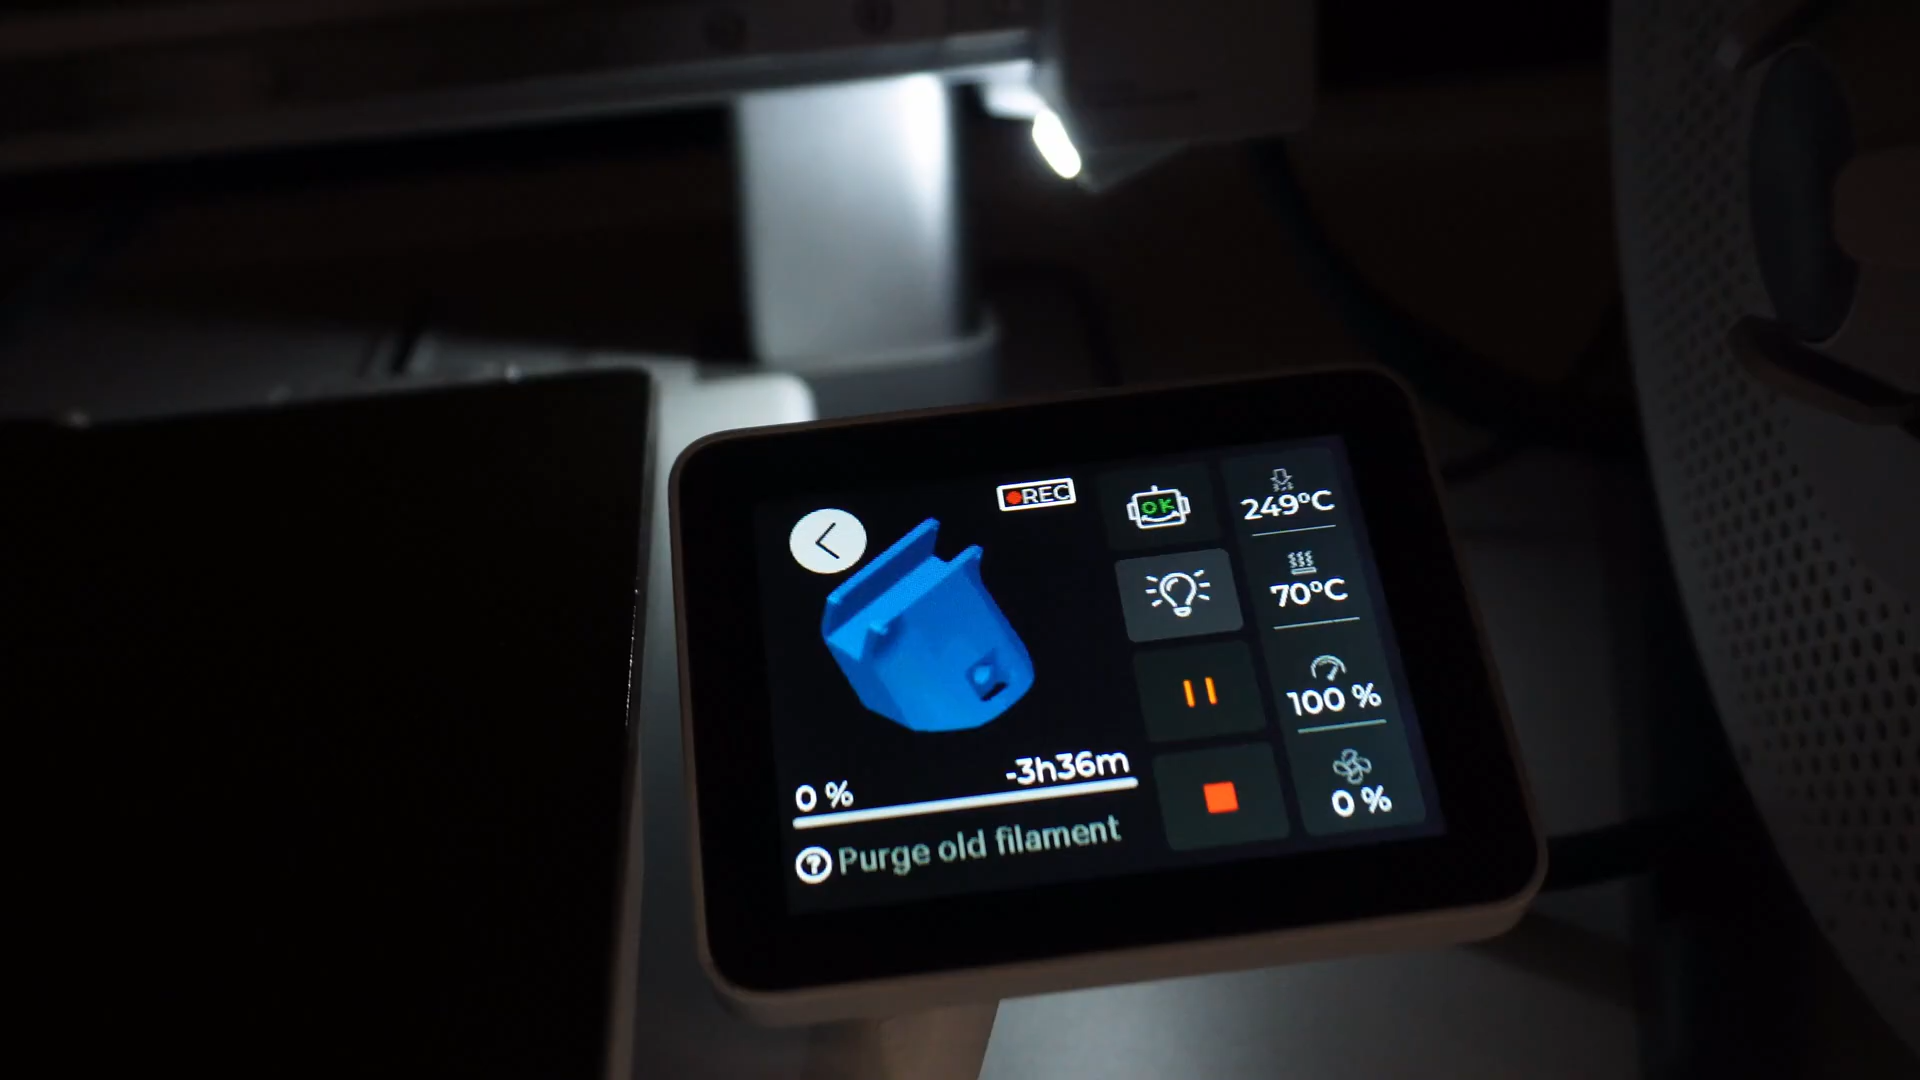 REC
OK
249°C
70°C
100 %
0 %
0 %
-3h36m
Purge old filament